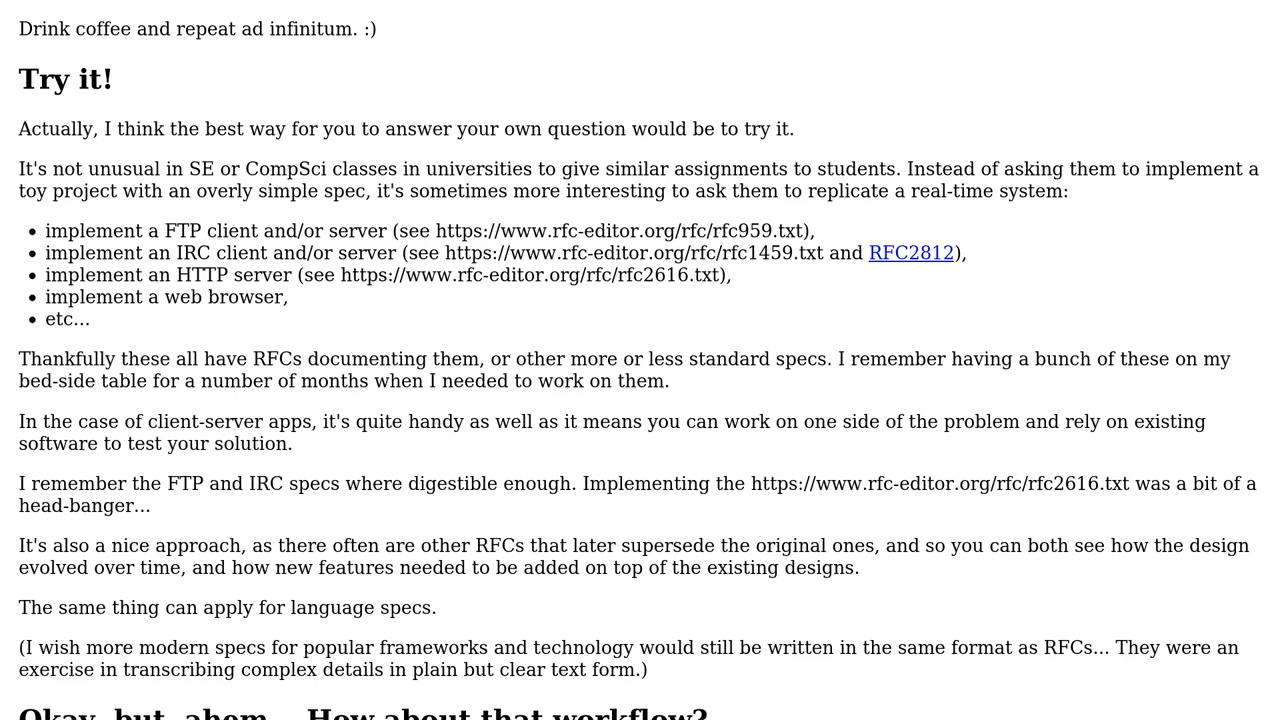 Drink coffee and repeat ad infinitum. :)
Try it!
Actually, I think the best way for you to answer your own question would be to try it.
It's not unusual in SE or CompSci classes in universities to give similar assignments to students. Instead of asking them to implement a
toy project with an overly simple spec, it's sometimes more interesting to ask them to replicate a real-time system:
• implement a FTP client and/or server (see https://www.rfc-editor.org/rfc/rfc959.txt),
• implement an IRC client and/or server (see https://www.rfc-editor.org/rfc/rfc1459.txt and RFC2812),
• implement an HTTP server (see https://www.rfc-editor.org/rfc/rfc2616.txt),
• implement a web browser,
• etc...
Thankfully these all have RFCs documenting them, or other more or less standard specs. I remember having a bunch of these on my
bed-side table for a number of months when I needed to work on them.
In the case of client-server apps, it's quite handy as well as it means you can work on one side of the problem and rely on existing
software to test your solution.
I remember the FTP and IRC specs where digestible enough. Implementing the https://www.rfc-editor.org/rfc/rfc2616.txt was a bit of a
head-banger...
It's also a nice approach, as there often are other RFCs that later supersede the original ones, and so you can both see how the design
evolved over time, and how new features needed to be added on top of the existing designs.
The same thing can apply for language specs.
(I wish more modern specs for popular frameworks and technology would still be written in the same format as RFCs... They were an
exercise in transcribing complex details in plain but clear text form.)
Okay, but, ahem... How about that workflow?